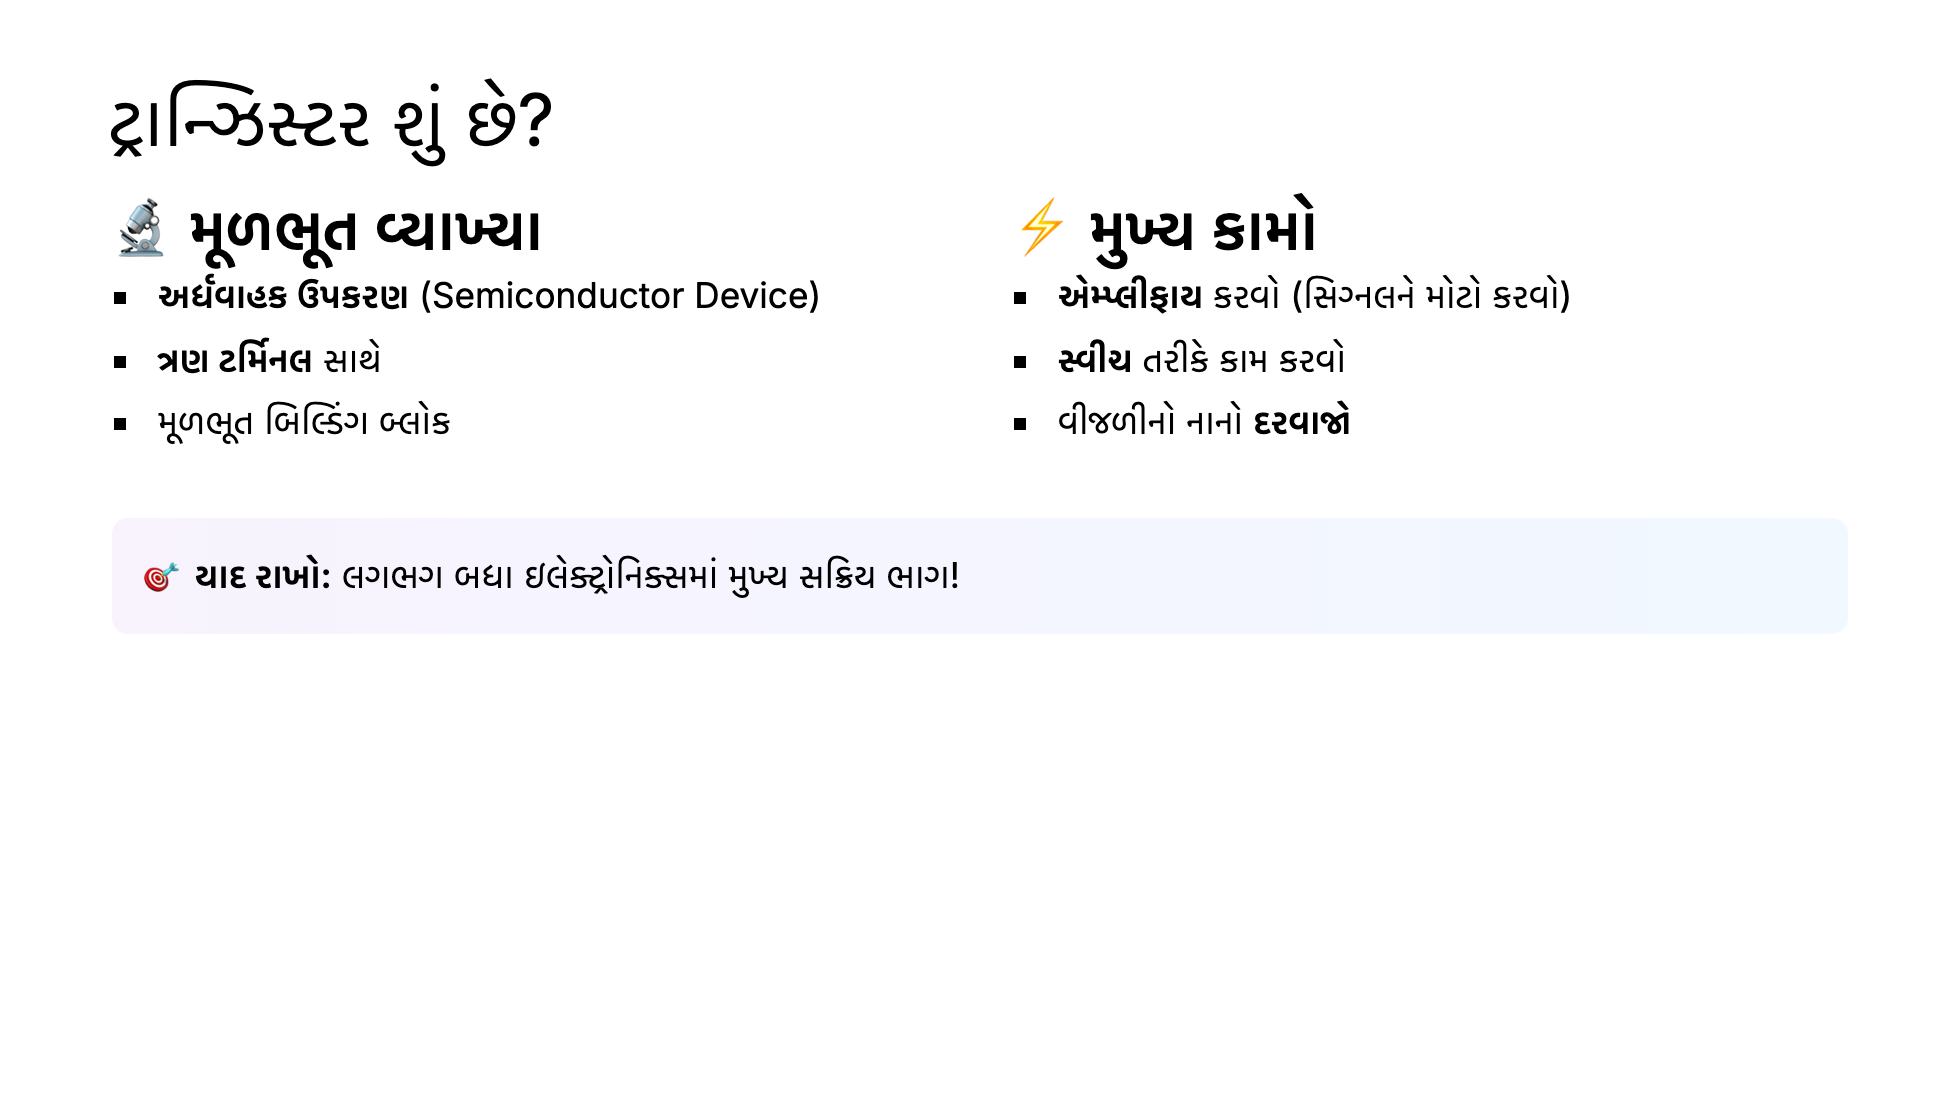 ટ્રાન્ઝિસ્ટર શું છે?
🔬 મૂળભૂત વ્યાખ્યા
▪ અર્ધવાહક ઉપકરણ (Semiconductor Device)
▪ ત્રણ ટર્મિનલ સાથે
▪ મૂળભૂત બિલ્ડિંગ બ્લોક
⚡ મુખ્ય કામો
▪ એમ્પ્લીફાય કરવો (સિગ્નલને મોટો કરવો)
▪ સ્વીચ તરીકે કામ કરવો
▪ વીજળીનો નાનો દરવાજો
🎯 યાદ રાખો: લગભગ બધા ઇલેક્ટ્રોનિક્સમાં મુખ્ય સક્રિય ભાગ!